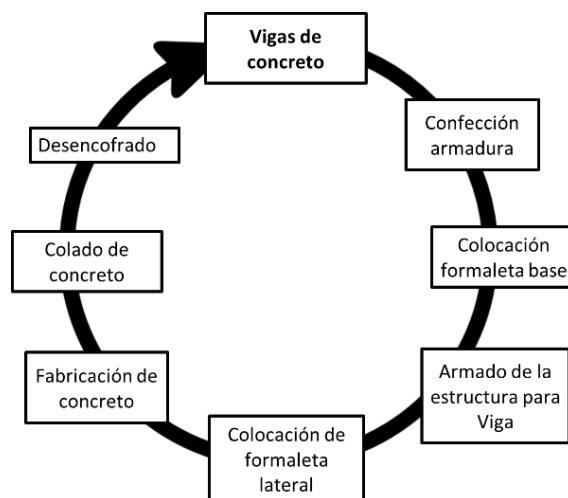 Vigas de
concreto
Confección
armadura
Colocación
formaleta base
Armado de la
estructura para
Viga
Colocación de
formaleta
lateral
Fabricación de
concreto
Colado de
concreto
Desencofrado